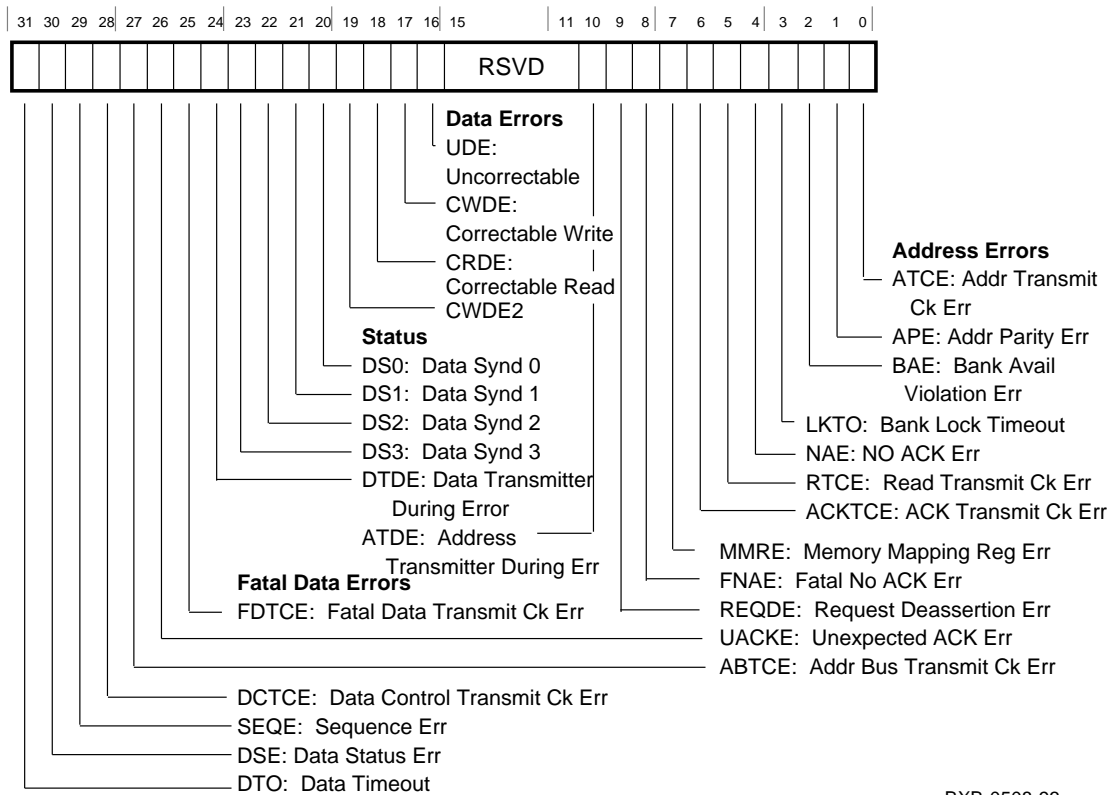 31 30 29 28 27 26 25 24 23 22 21 20 19 18 17 16 15 11 10 9 8 7 6 5 4 3 2 1 0
RSVD
Data Errors
UDE:
Uncorrectable
CWDE:
Correctable Write
CRDE:
Correctable Read
CWDE2
Status
DS0: Data Synd 0
DS1: Data Synd 1
DS2: Data Synd 2
DS3: Data Synd 3
DTDE: Data Transmitter
During Error
ATDE: Address
Transmitter During Err
Address Errors
ATCE: Addr Transmit
Ck Err
APE: Addr Parity Err
BAE: Bank Avail
Violation Err
LKTO: Bank Lock Timeout
NAE: NO ACK Err
RTCE: Read Transmit Ck Err
ACKTCE: ACK Transmit Ck Err
MMRE: Memory Mapping Reg Err
FNAE: Fatal No ACK Err
REQDE: Request Deassertion Err
UACKE: Unexpected ACK Err
ABTCE: Addr Bus Transmit Ck Err
Fatal Data Errors
FDTCE: Fatal Data Transmit Ck Err
DCTCE: Data Control Transmit Ck Err
SEQE: Sequence Err
DSE: Data Status Err
DTO: Data Timeout